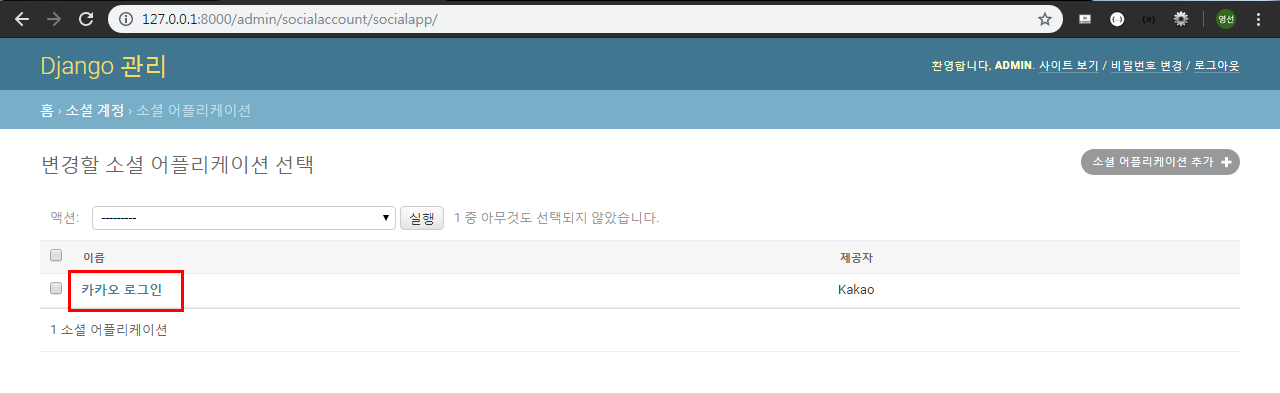 127.0.0.1:8000/admin/socialaccount/socialapp/
영선
Django 관리
환영합니다, ADMIN. 사이트 보기 / 비밀번호 변경 / 로그아웃
홈 › 소셜 계정 › 소셜 어플리케이션
변경할 소셜 어플리케이션 선택
소셜 어플리케이션 추가 +
액션: --------- 실행 1 중 아무것도 선택되지 않았습니다.
이름 제공자
카카오 로그인 Kakao
1 소셜 어플리케이션